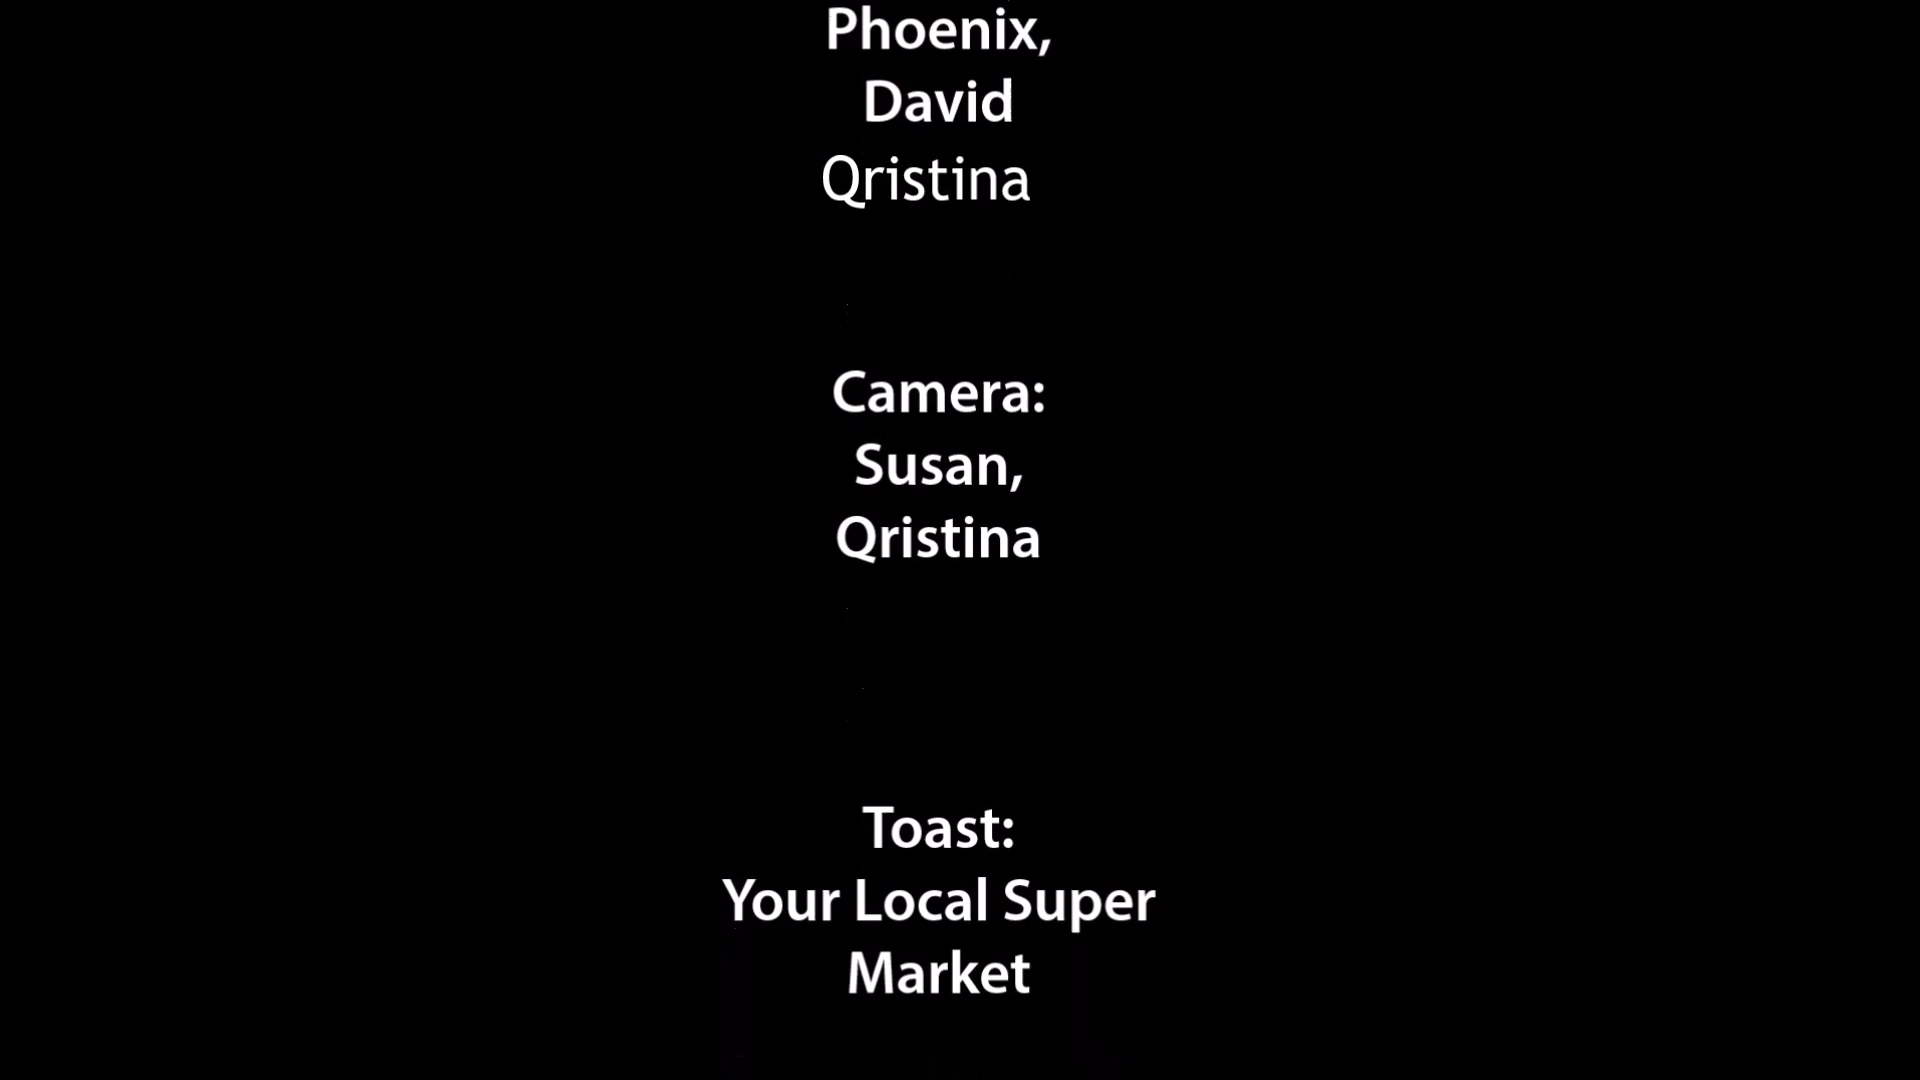 Phoenix,
David
Qristina
Camera:
Susan,
Qristina
Toast:
Your Local Super
Market